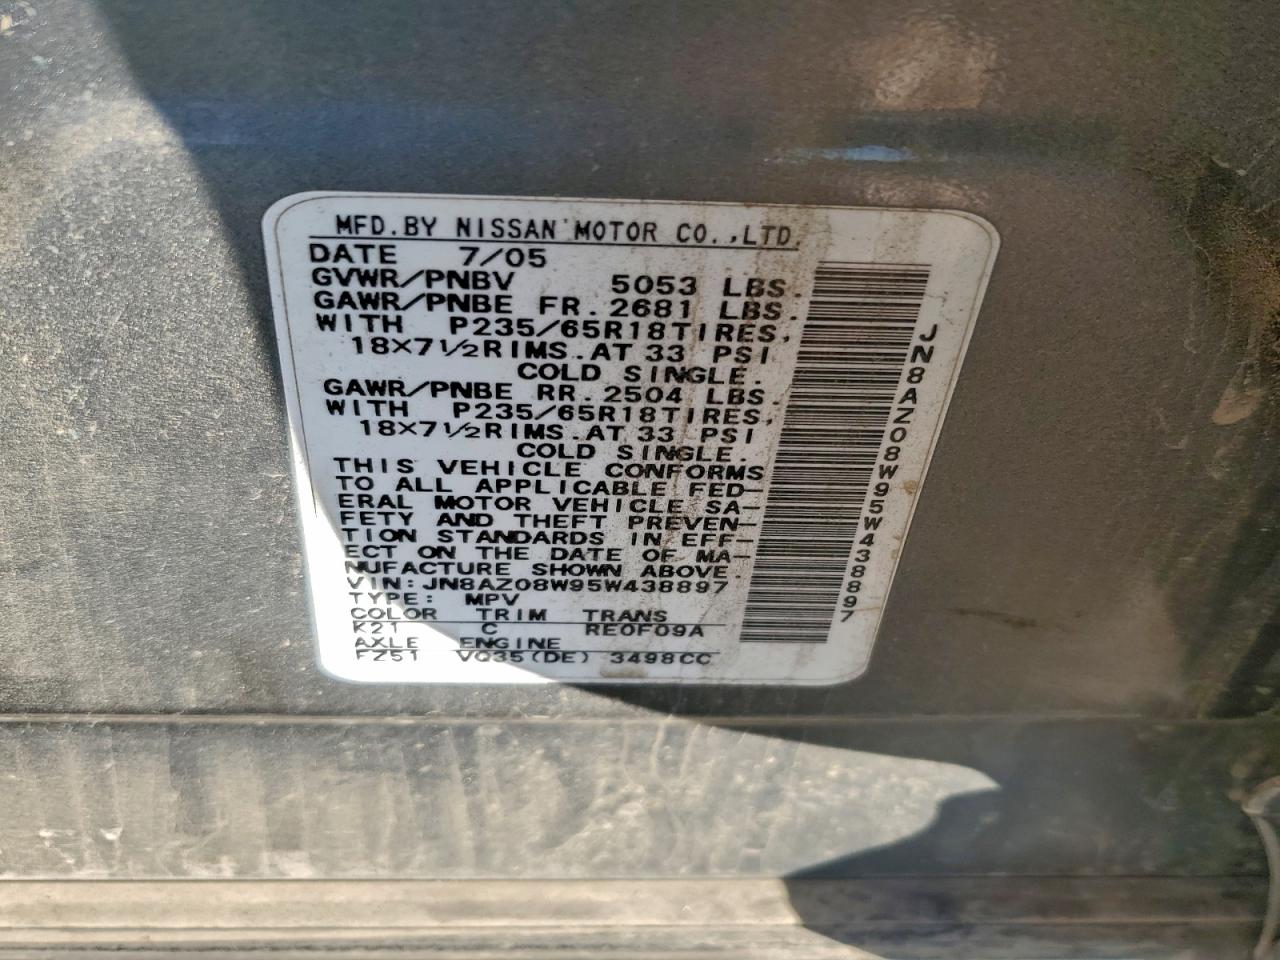 MFD.BY NISSAN MOTOR CO.,LTD.
DATE 7/05
GVWR/PNBV 5053 LBS.
GAWR/PNBE FR.2681 LBS.
WITH P235/65R18TIRES,
18X7½RIMS.AT 33 PSI
COLD SINGLE.
GAWR/PNBE RR.2504 LBS.
WITH P235/65R18TIRES,
18X7½RIMS.AT 33 PSI
COLD SINGLE.
THIS VEHICLE CONFORMS
TO ALL APPLICABLE FED-
ERAL MOTOR VEHICLE SA-
FETY AND THEFT PREVEN-
TION STANDARDS IN EFF-
ECT ON THE DATE OF MA-
NUFACTURE SHOWN ABOVE.
VIN:JN8AZ08W95W438897
TYPE: MPV
COLOR TRIM TRANS
K21 C RE0F09A
AXLE ENGINE
FZ51 VQ35(DE) 3498CC
JN8AZ08W95W438897